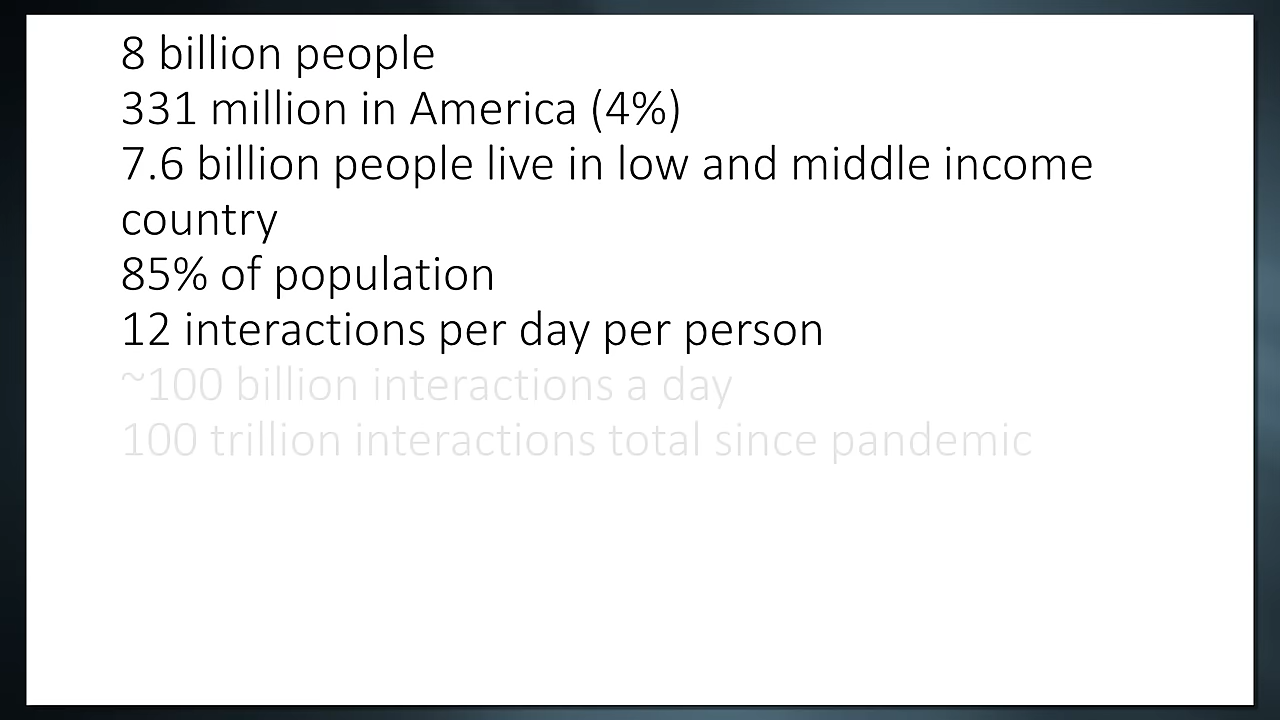 8 billion people
331 million in America (4%)
7.6 billion people live in low and middle income
country
85% of population
12 interactions per day per person
~100 billion interactions a day
100 trillion interactions total since pandemic